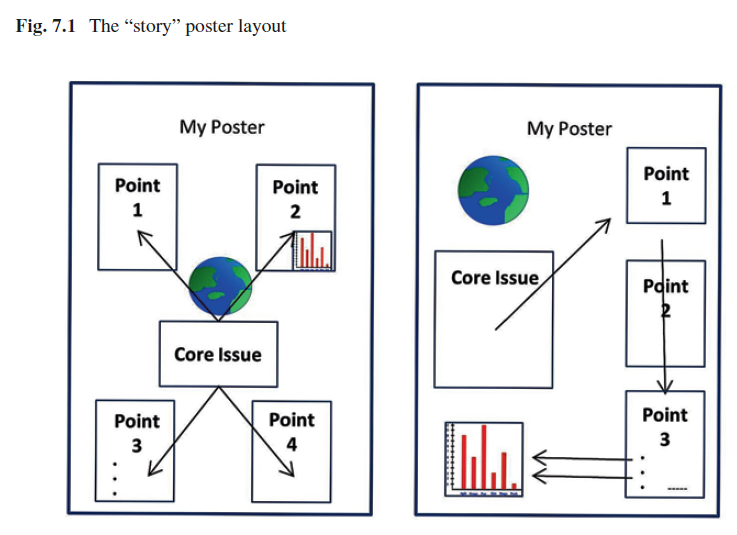 Fig. 7.1 The “story” poster layout
My Poster
Point
1
Point
2
Core Issue
Point
3
Point
4
My Poster
Point
1
Core Issue
Point
2
Point
3